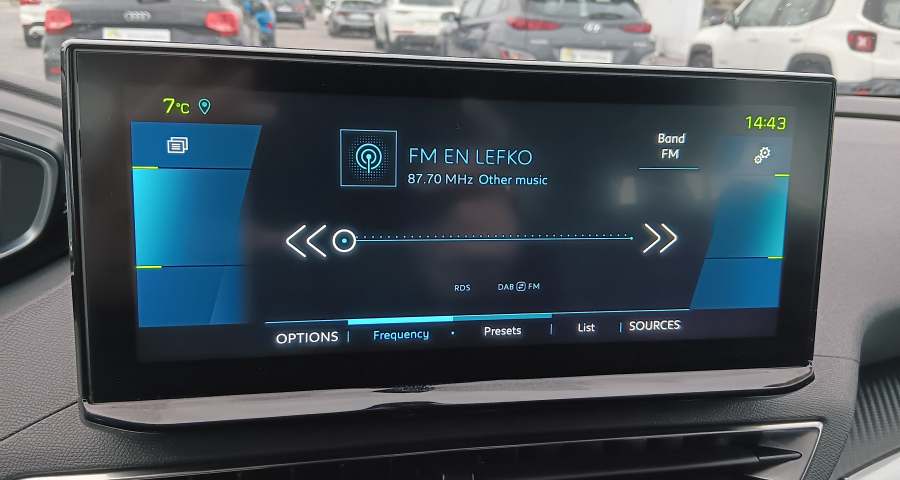 7°C
14:43
Band
FM
FM EN LEFKO
87.70 MHz Other music
RDS DAB FM
OPTIONS Frequency Presets List SOURCES